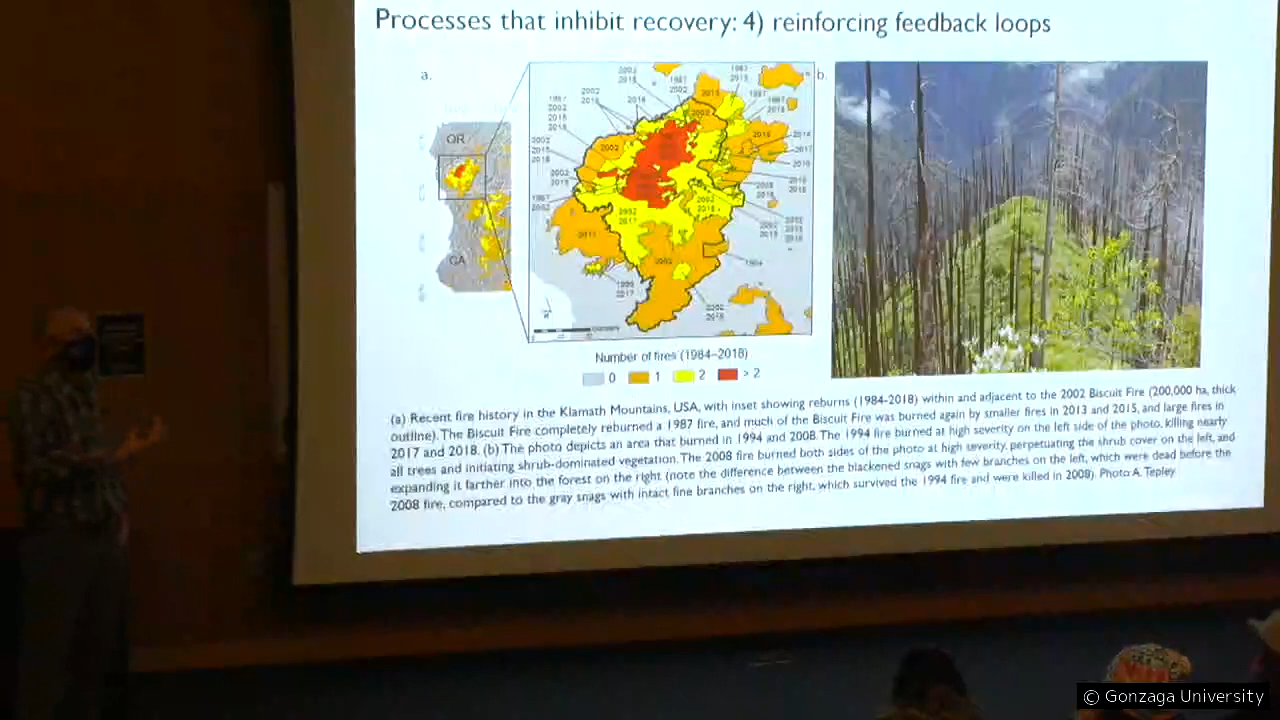 Processes that inhibit recovery: 4) reinforcing feedback loops
a.
b.
OR
CA
2002
2002
2011
2002
2017
2002
1984
Number of fires (1984–2018)
0 1 2 > 2
(a) Recent fire history in the Klamath Mountains, USA, with inset showing reburns (1984-2018) within and adjacent to the 2002 Biscuit Fire (200,000 ha, thick
outline). The Biscuit Fire completely reburned a 1987 fire, and much of the Biscuit Fire was burned again by smaller fires in 2013 and 2015, and large fires in
2017 and 2018. (b) The photo depicts an area that burned in 1994 and 2008. The 1994 fire burned at high severity on the left side of the photo, killing nearly
all trees and initiating shrub-dominated vegetation. The 2008 fire burned both sides of the photo at high severity, perpetuating the shrub cover on the left, and
expanding it farther into the forest on the right (note the difference between the blackened snags with few branches on the left, which were dead before the
2008 fire, compared to the gray snags with intact fine branches on the right, which survived the 1994 fire and were killed in 2008). Photo: A. Tepley
© Gonzaga University